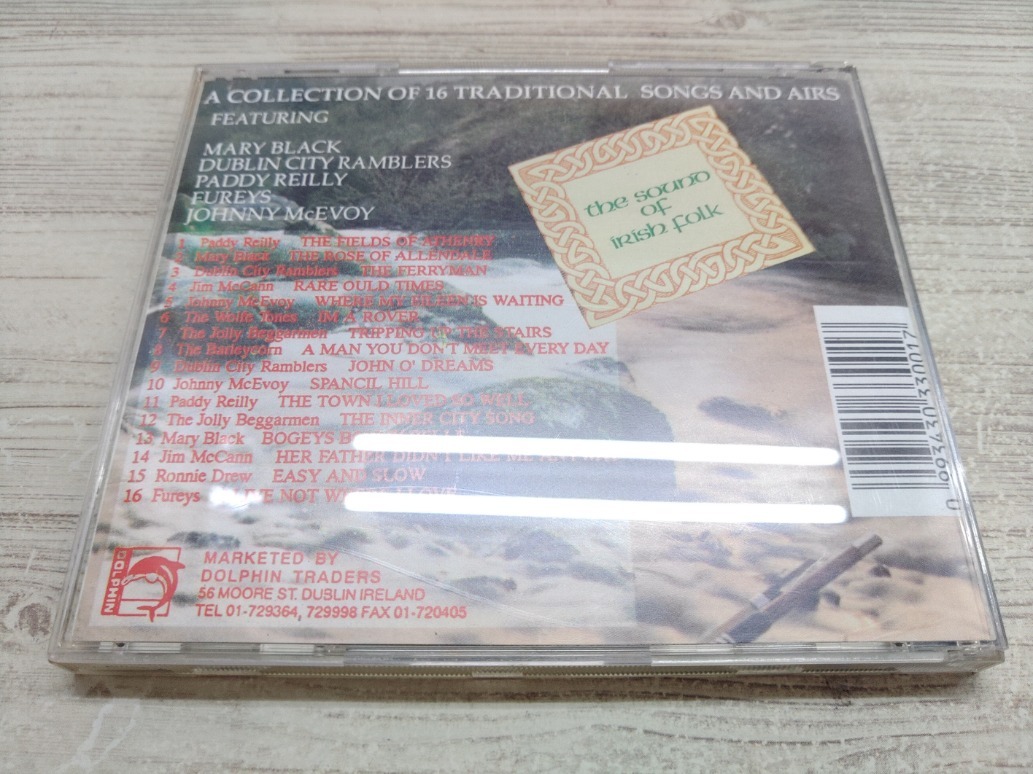 A COLLECTION OF 16 TRADITIONAL SONGS AND AIRS
FEATURING
MARY BLACK
DUBLIN CITY RAMBLERS
PADDY REILLY
FUREYS
JOHNNY McEVOY
the sound
of
irish folk
1 Paddy Reilly THE FIELDS OF ATHENRY
2 Mary Black THE ROSE OF ALLENDALE
3 Dublin City Ramblers THE FERRYMAN
4 Jim McCann RARE OULD TIMES
5 Johnny McEvoy WHERE MY EILEEN IS WAITING
6 The Wolfe Tones IM A ROVER
7 The Jolly Beggarmen TRIPPING UP THE STAIRS
8 The Barleycorn A MAN YOU DON'T MEET EVERY DAY
9 Dublin City Ramblers JOHN O' DREAMS
10 Johnny McEvoy SPANCIL HILL
11 Paddy Reilly THE TOWN I LOVED SO WELL
12 The Jolly Beggarmen THE INNER CITY SONG
13 Mary Black BOGEYS
14 Jim McCann HER FATHER DIDN'T LIKE ME
15 Ronnie Drew EASY AND SLOW
16 Fureys NOT LOVE
DOLPHIN
MARKETED BY
DOLPHIN TRADERS
56 MOORE ST. DUBLIN IRELAND
TEL 01-729364, 729998 FAX 01-720405
0 99343033001 7